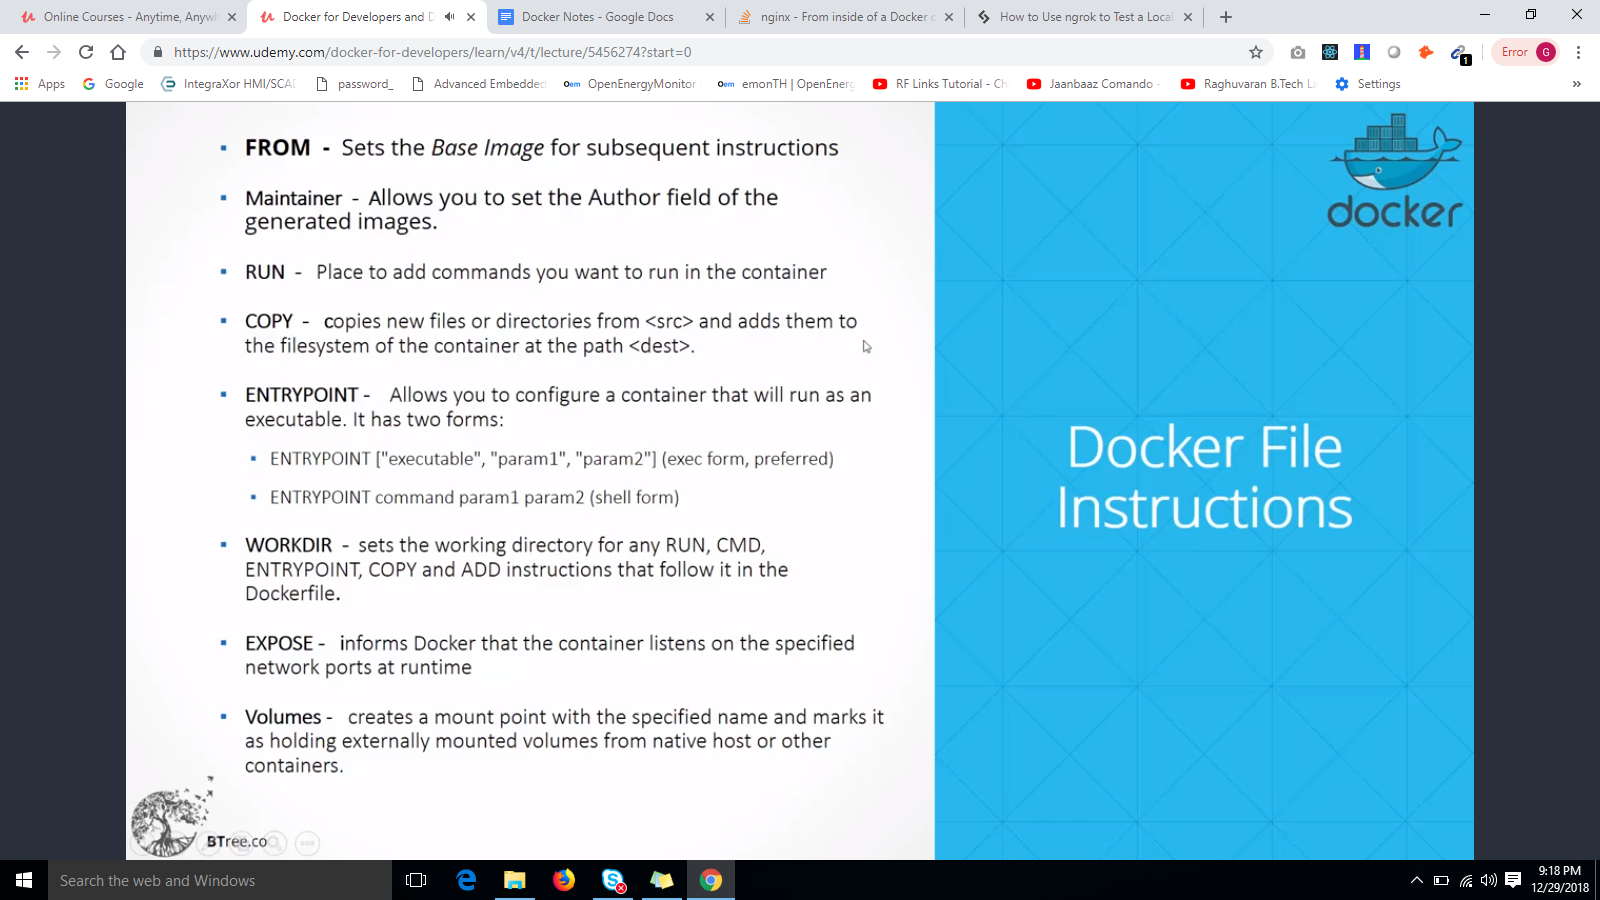 Online Courses - Anytime, Anywh
Docker for Developers and D
Docker Notes - Google Docs
nginx - From inside of a Docker c
How to Use ngrok to Test a Local
https://www.udemy.com/docker-for-developers/learn/v4/t/lecture/5456274?start=0
1
Error
G
Apps
Google
IntegraXor HMI/SCAD
password_
Advanced Embedded
Oem
OpenEnergyMonitor
Oem
emonTH | OpenEnerg
RF Links Tutorial - Ch
Jaanbaaz Comando -
Raghuvaran B.Tech La
Settings
»
FROM - Sets the Base Image for subsequent instructions
Maintainer - Allows you to set the Author field of the
generated images.
RUN - Place to add commands you want to run in the container
COPY - copies new files or directories from <src> and adds them to
the filesystem of the container at the path <dest>.
ENTRYPOINT - Allows you to configure a container that will run as an
executable. It has two forms:
ENTRYPOINT ["executable", "param1", "param2"] (exec form, preferred)
ENTRYPOINT command param1 param2 (shell form)
WORKDIR - sets the working directory for any RUN, CMD,
ENTRYPOINT, COPY and ADD instructions that follow it in the
Dockerfile.
EXPOSE - informs Docker that the container listens on the specified
network ports at runtime
Volumes - creates a mount point with the specified name and marks it
as holding externally mounted volumes from native host or other
containers.
BTree.co
docker
Docker File
Instructions
Search the web and Windows
9:18 PM
12/29/2018